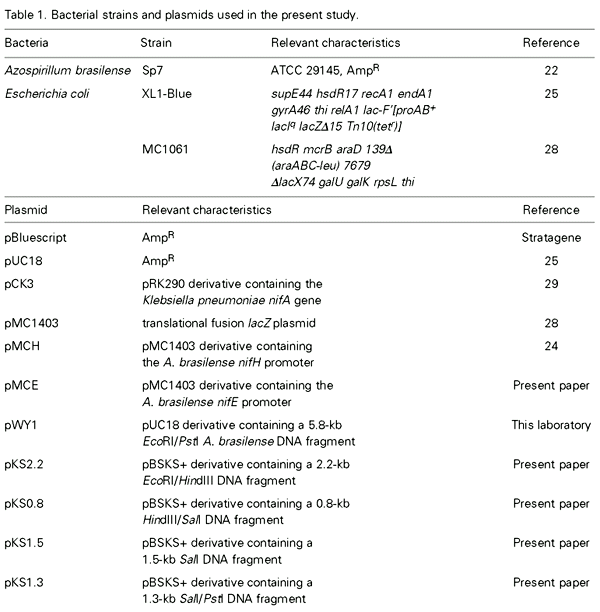 Table 1. Bacterial strains and plasmids used in the present study.
Bacteria Strain Relevant characteristics Reference
Azospirillum brasilense Sp7 ATCC 29145, AmpR 22
Escherichia coli XL1-Blue supE44 hsdR17 recA1 endA1 25
gyrA46 thi relA1 lac-F'[proAB+
lacIq lacZΔ15 Tn10(tetr)]
MC1061 hsdR mcrB araD 139Δ 28
(araABC-leu) 7679
ΔlacX74 galU galK rpsL thi
Plasmid Relevant characteristics Reference
pBluescript AmpR Stratagene
pUC18 AmpR 25
pCK3 pRK290 derivative containing the 29
Klebsiella pneumoniae nifA gene
pMC1403 translational fusion lacZ plasmid 28
pMCH pMC1403 derivative containing 24
the A. brasilense nifH promoter
pMCE pMC1403 derivative containing the Present paper
A. brasilense nifE promoter
pWY1 pUC18 derivative containing a 5.8-kb This laboratory
EcoRI/PstI A. brasilense DNA fragment
pKS2.2 pBSKS+ derivative containing a 2.2-kb Present paper
EcoRI/HindIII DNA fragment
pKS0.8 pBSKS+ derivative containing a 0.8-kb Present paper
HindIII/SalI DNA fragment
pKS1.5 pBSKS+ derivative containing a Present paper
1.5-kb SalI DNA fragment
pKS1.3 pBSKS+ derivative containing a Present paper
1.3-kb SalI/PstI DNA fragment